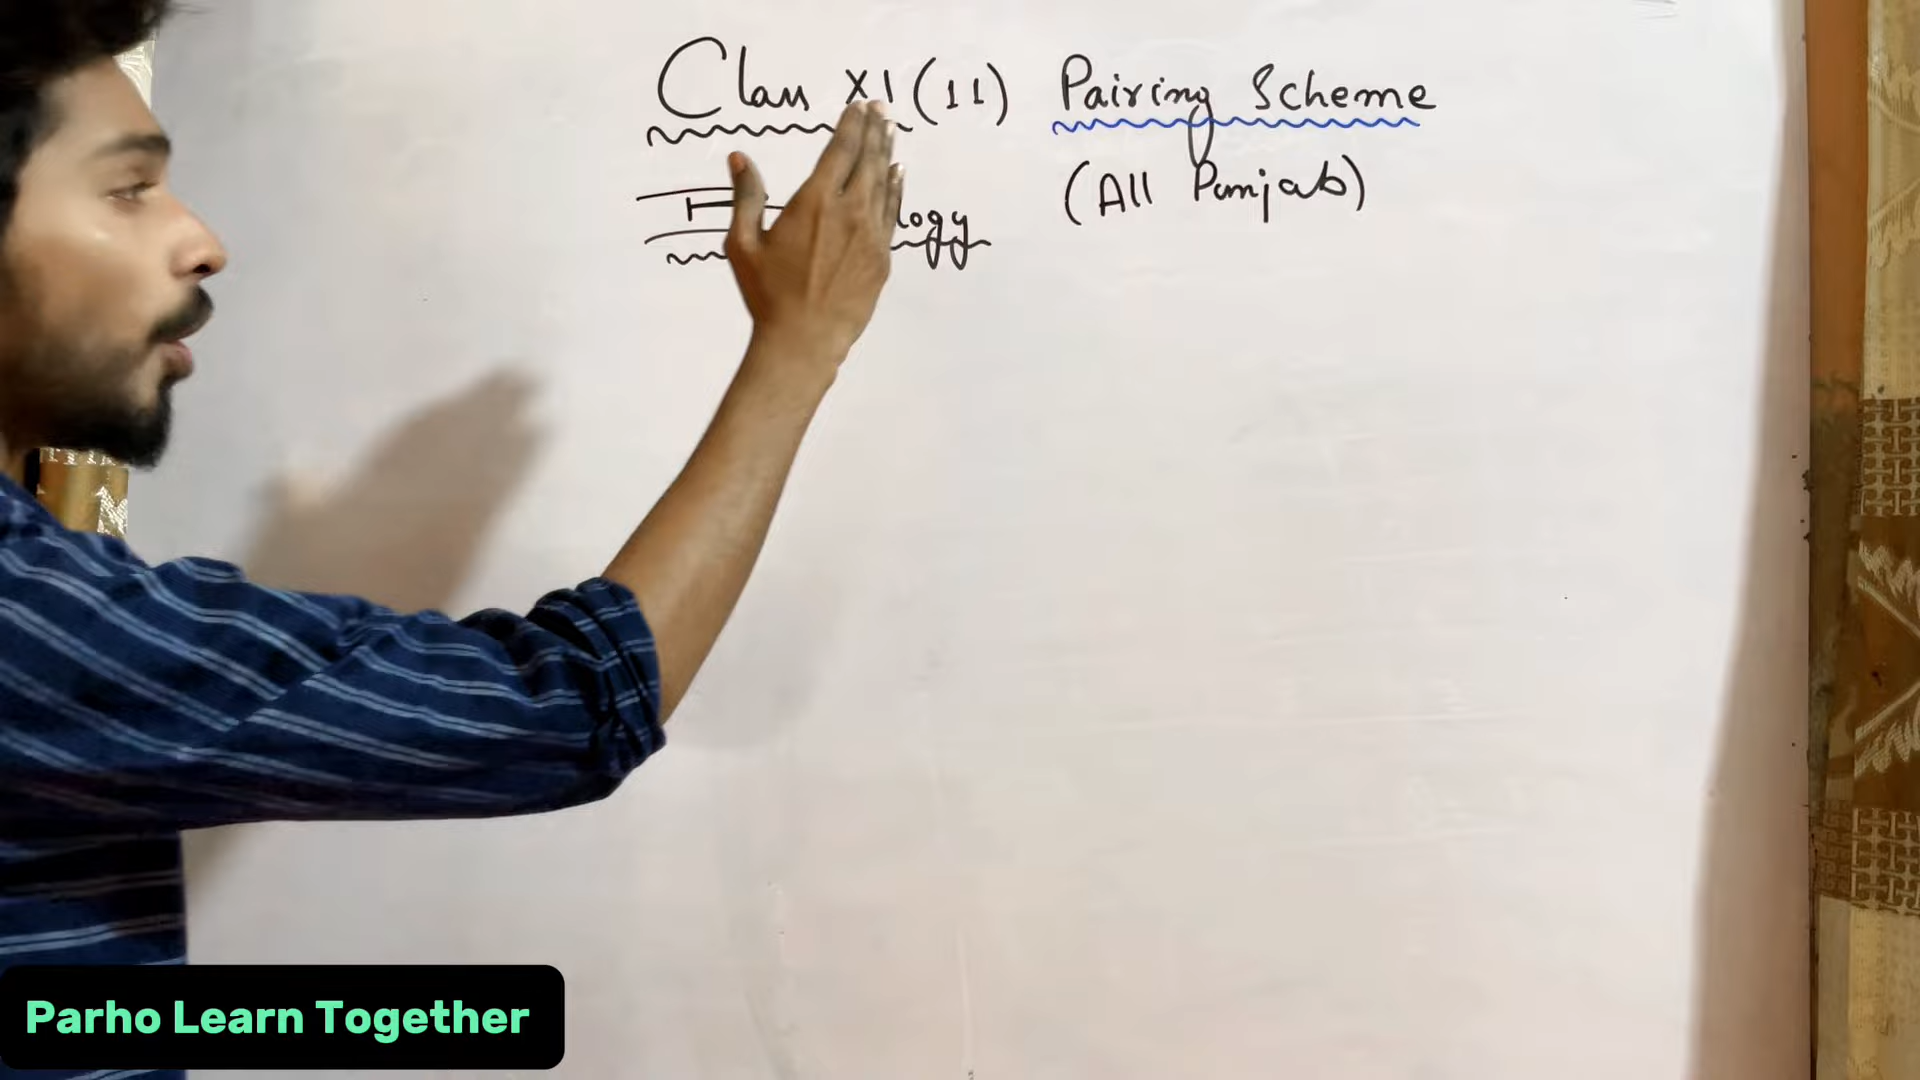 Class XI (11) Pairing Scheme
(All Punjab)
logy
Parho Learn Together